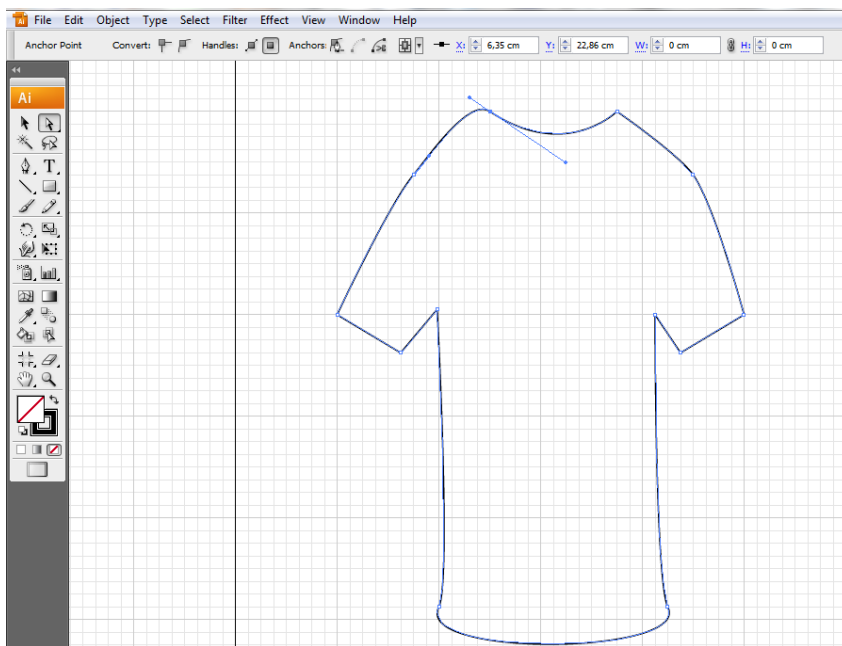 Ai File Edit Object Type Select Filter Effect View Window Help
Anchor Point Convert: Handles: Anchors: X: 6,35 cm Y: 22,86 cm W: 0 cm H: 0 cm
Ai
T